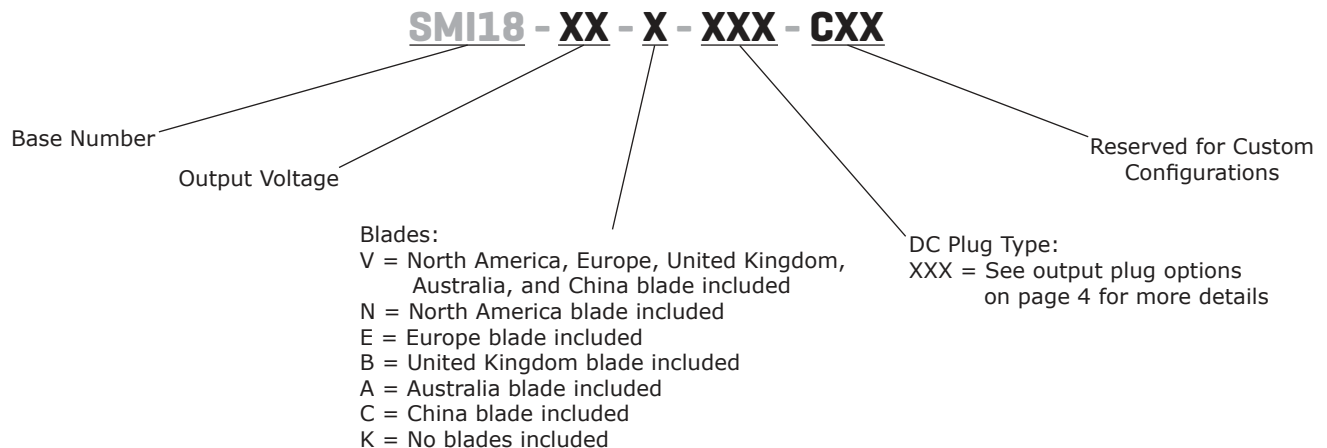 SMI18 - XX - X - XXX - CXX
Base Number
Output Voltage
Blades:
V = North America, Europe, United Kingdom,
Australia, and China blade included
N = North America blade included
E = Europe blade included
B = United Kingdom blade included
A = Australia blade included
C = China blade included
K = No blades included
DC Plug Type:
XXX = See output plug options
on page 4 for more details
Reserved for Custom
Configurations